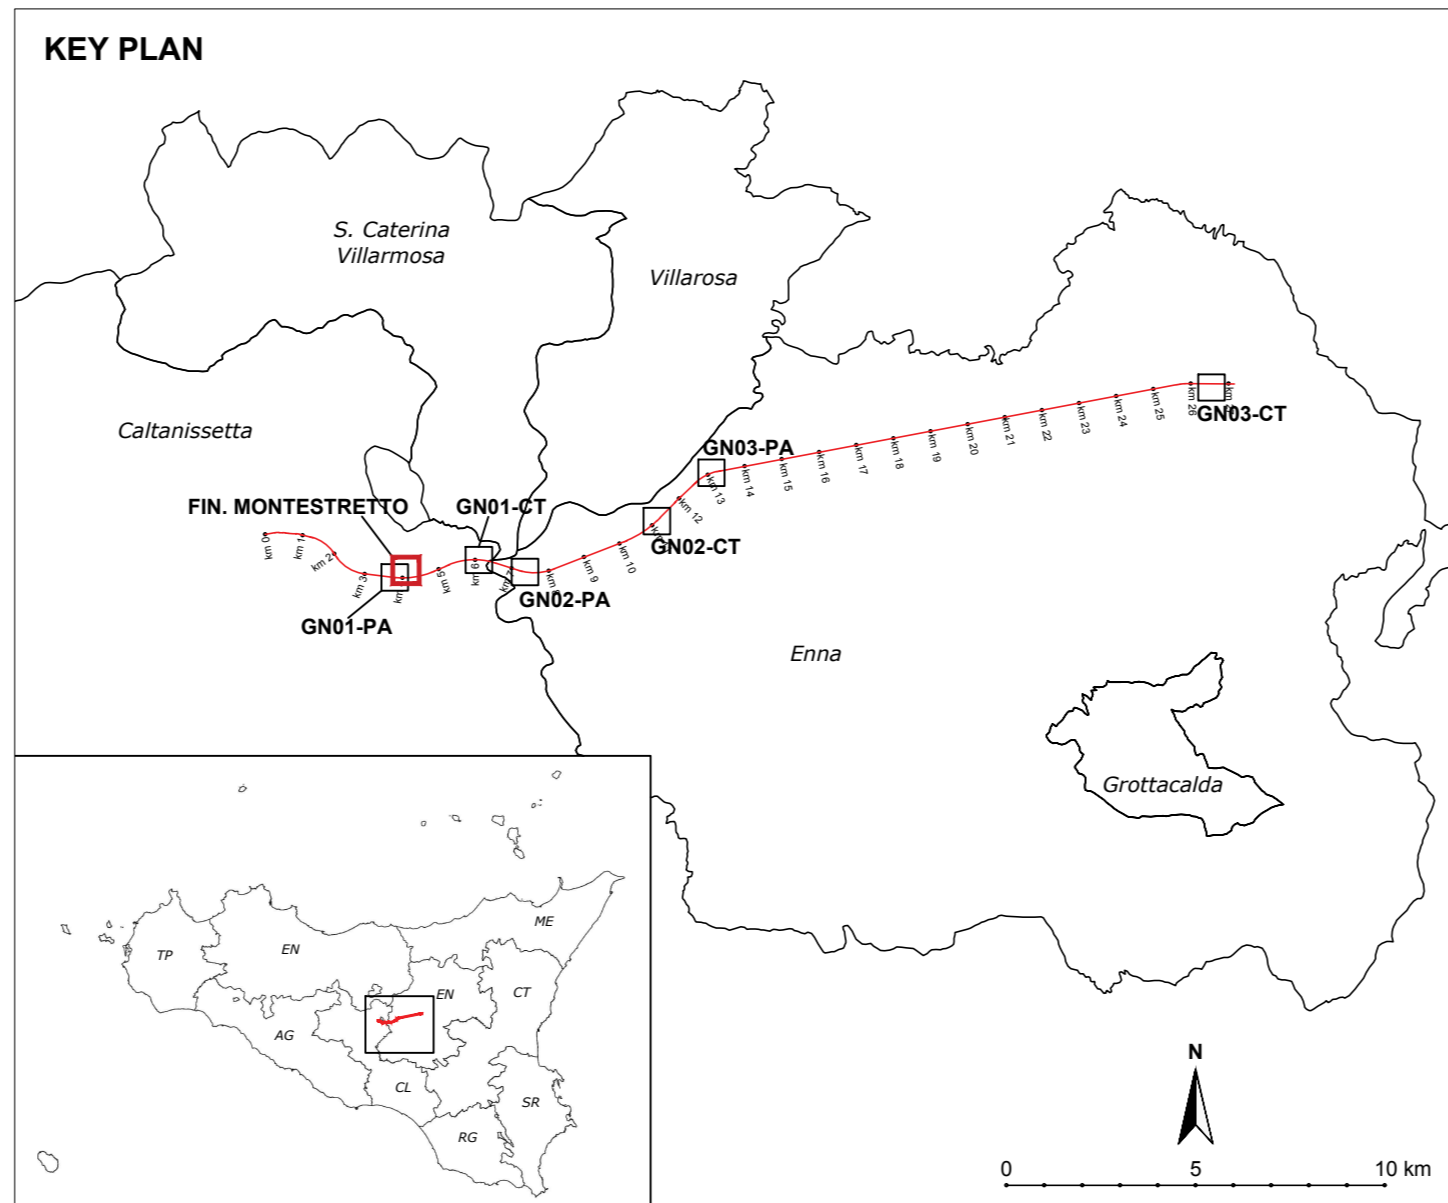 KEY PLAN
S. Caterina
Villarmosa
Villarosa
Caltanissetta
GN03-CT
GN03-PA
FIN. MONTESTRETTO
GN01-CT
GN02-CT
GN02-PA
GN01-PA
Enna
Grottacalda
km 0
km 1
km 2
km 3
km 5
km 6
km 7
km 9
km 10
km 12
km 13
km 14
km 15
km 16
km 17
km 18
km 19
km 20
km 21
km 22
km 23
km 24
km 25
km 26
ME
TP
EN
EN
CT
AG
CL
SR
RG
N
0
5
10 km